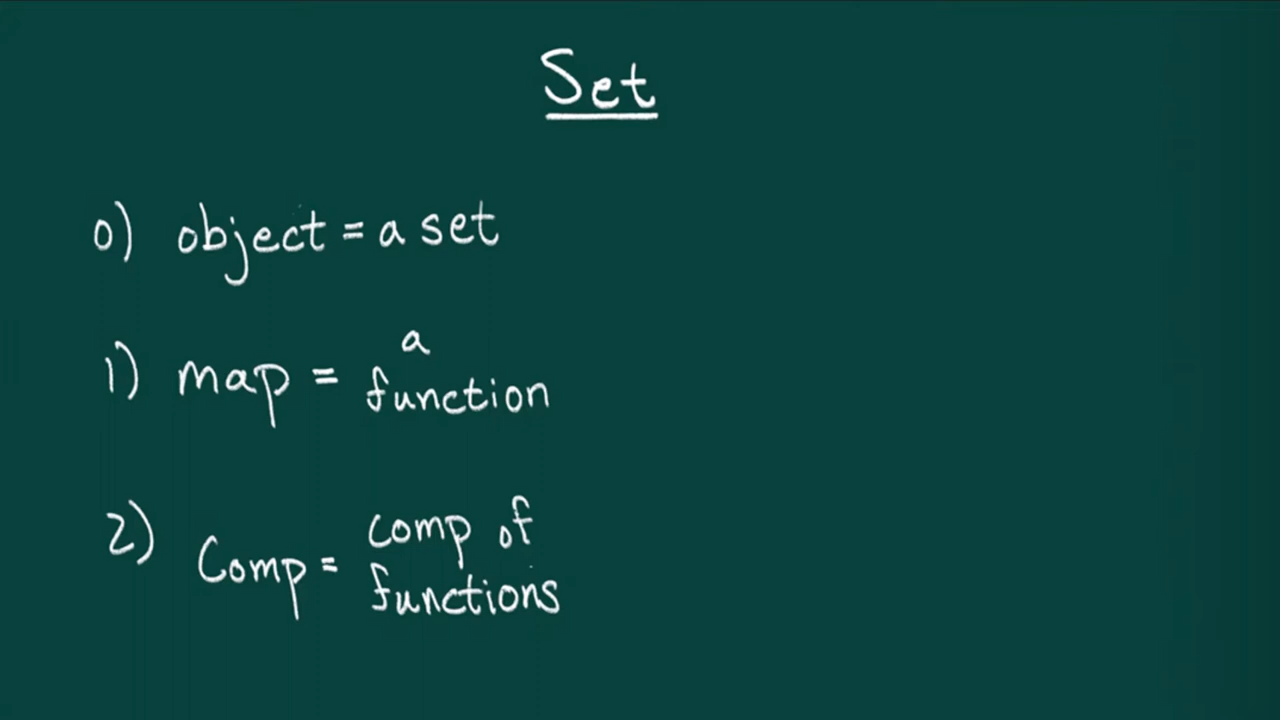 Set
0) object = a set
1) map = a
function
2) Comp = comp of
functions